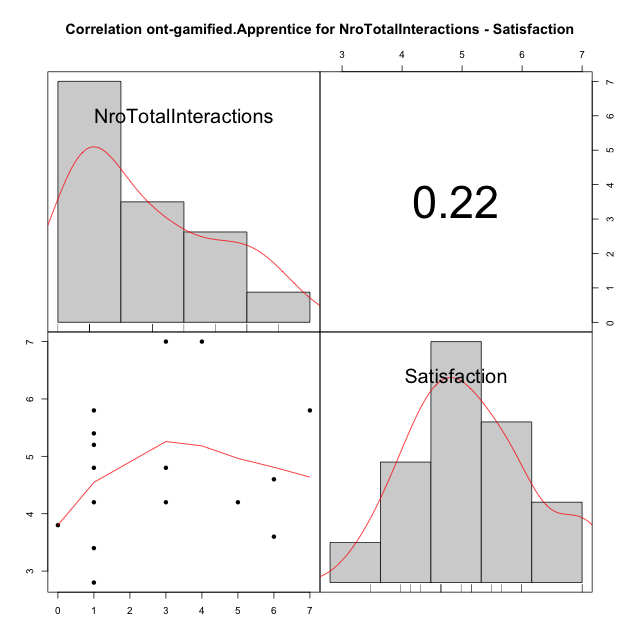 Correlation ont-gamified.Apprentice for NroTotalInteractions - Satisfaction
3 4 5 6 7
NroTotalInteractions
0.22
7
6
5
4
3
2
1
0
Satisfaction
7
6
5
4
3
0 1 2 3 4 5 6 7